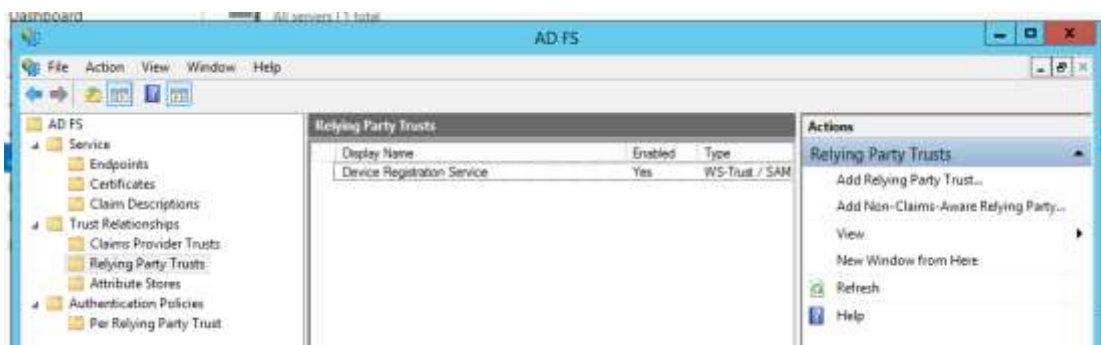 Dashboard
All servers | 1 total
AD FS
File Action View Window Help
AD FS
Service
Endpoints
Certificates
Claim Descriptions
Trust Relationships
Claims Provider Trusts
Relying Party Trusts
Attribute Stores
Authentication Policies
Per Relying Party Trust
Relying Party Trusts
Display Name Enabled Type
Device Registration Service Yes WS-Trust / SAM
Actions
Relying Party Trusts
Add Relying Party Trust...
Add Non-Claims-Aware Relying Party...
View
New Window from Here
Refresh
Help